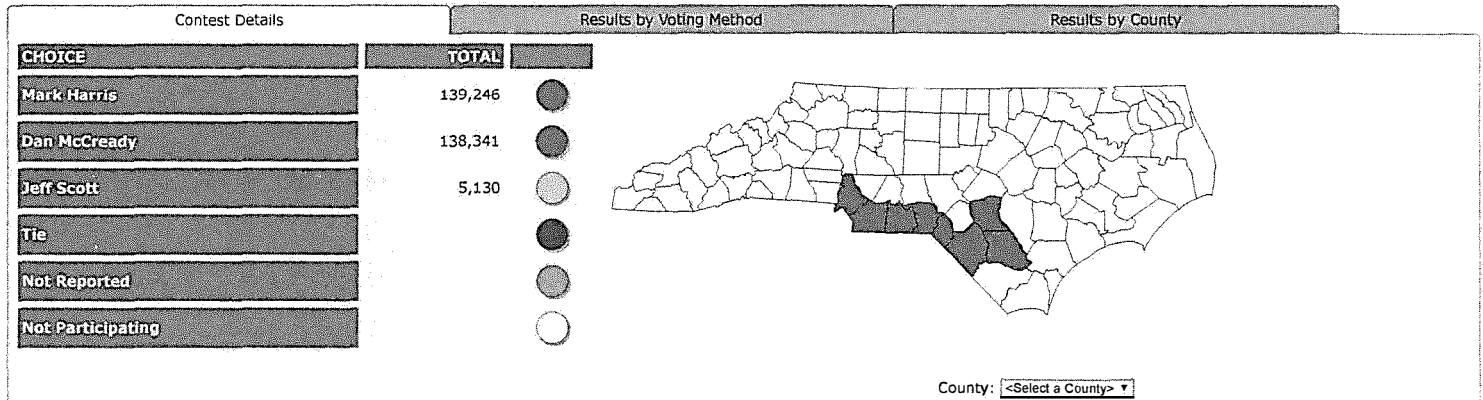 Contest Details Results by Voting Method Results by County
CHOICE TOTAL
Mark Harris 139,246
Dan McCready 138,341
Jeff Scott 5,130
Tie
Not Reported
Not Participating
County: <Select a County> ▼